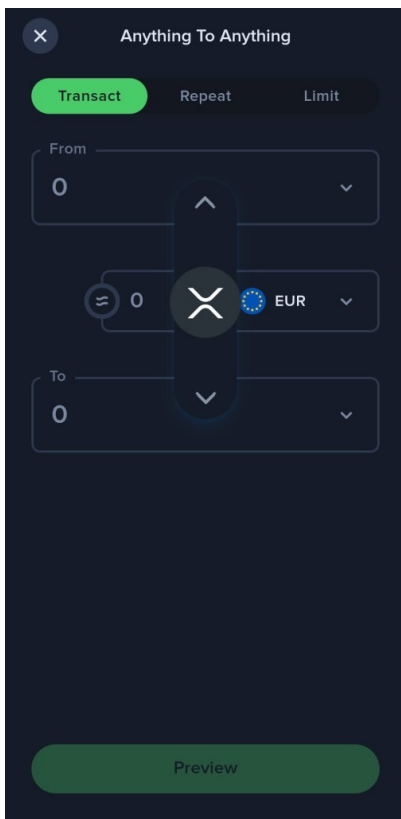 Anything To Anything
Transact Repeat Limit
From
0
≈ 0 EUR
To
0
Preview